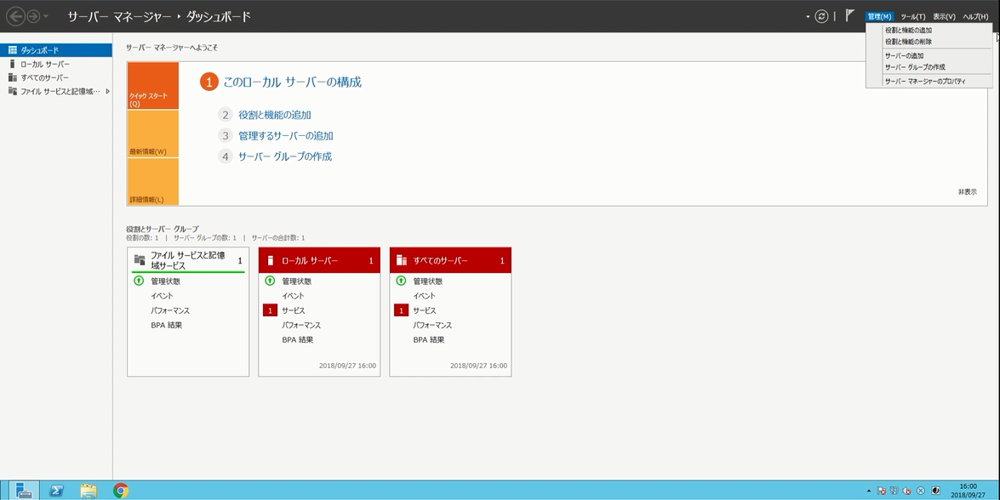 サーバー マネージャー・ダッシュボード
管理(M) ツール(T) 表示(V) ヘルプ(H)
役割と機能の追加
役割と機能の削除
サーバーの追加
サーバー グループの作成
サーバー マネージャーのプロパティ
ダッシュボード
ローカル サーバー
すべてのサーバー
ファイル サービスと記憶域…
サーバー マネージャーへようこそ
クイック スタート
(Q)
最新情報(W)
詳細情報(L)
1 このローカル サーバーの構成
2 役割と機能の追加
3 管理するサーバーの追加
4 サーバー グループの作成
非表示
役割とサーバー グループ
役割の数: 1 | サーバー グループの数: 1 | サーバーの合計数: 1
ファイル サービスと記憶
域サービス 1
管理状態
イベント
パフォーマンス
BPA 結果
ローカル サーバー 1
管理状態
イベント
1 サービス
パフォーマンス
BPA 結果
2018/09/27 16:00
すべてのサーバー 1
管理状態
イベント
1 サービス
パフォーマンス
BPA 結果
2018/09/27 16:00
16:00
2018/09/27